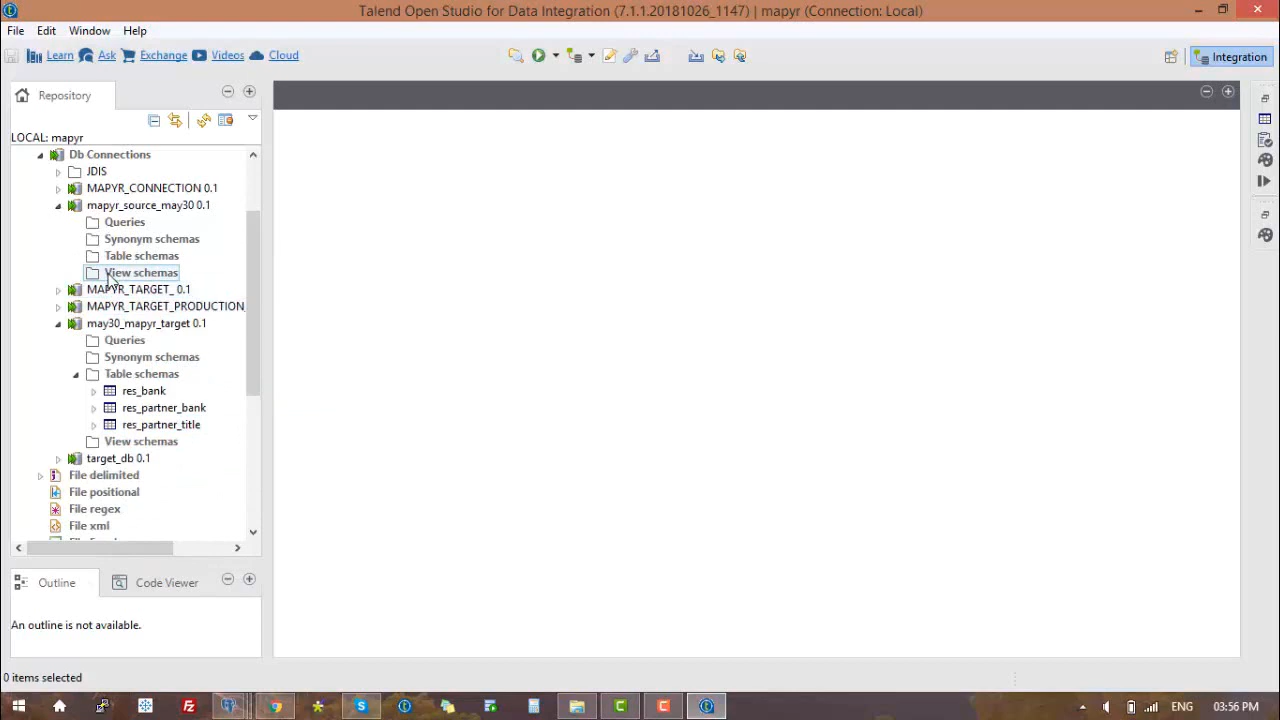 Talend Open Studio for Data Integration (7.1.1.20181026_1147) | mapyr (Connection: Local)
File Edit Window Help
Learn Ask Exchange Videos Cloud
Integration
Repository
LOCAL: mapyr
Db Connections
JDIS
MAPYR_CONNECTION 0.1
mapyr_source_may30 0.1
Queries
Synonym schemas
Table schemas
View schemas
MAPYR_TARGET_ 0.1
MAPYR_TARGET_PRODUCTION_
may30_mapyr_target 0.1
Queries
Synonym schemas
Table schemas
res_bank
res_partner_bank
res_partner_title
View schemas
target_db 0.1
File delimited
File positional
File regex
File xml
Outline Code Viewer
An outline is not available.
0 items selected
ENG 03:56 PM